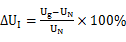 ΔU_I = (U_g − U_N) / U_N × 100%